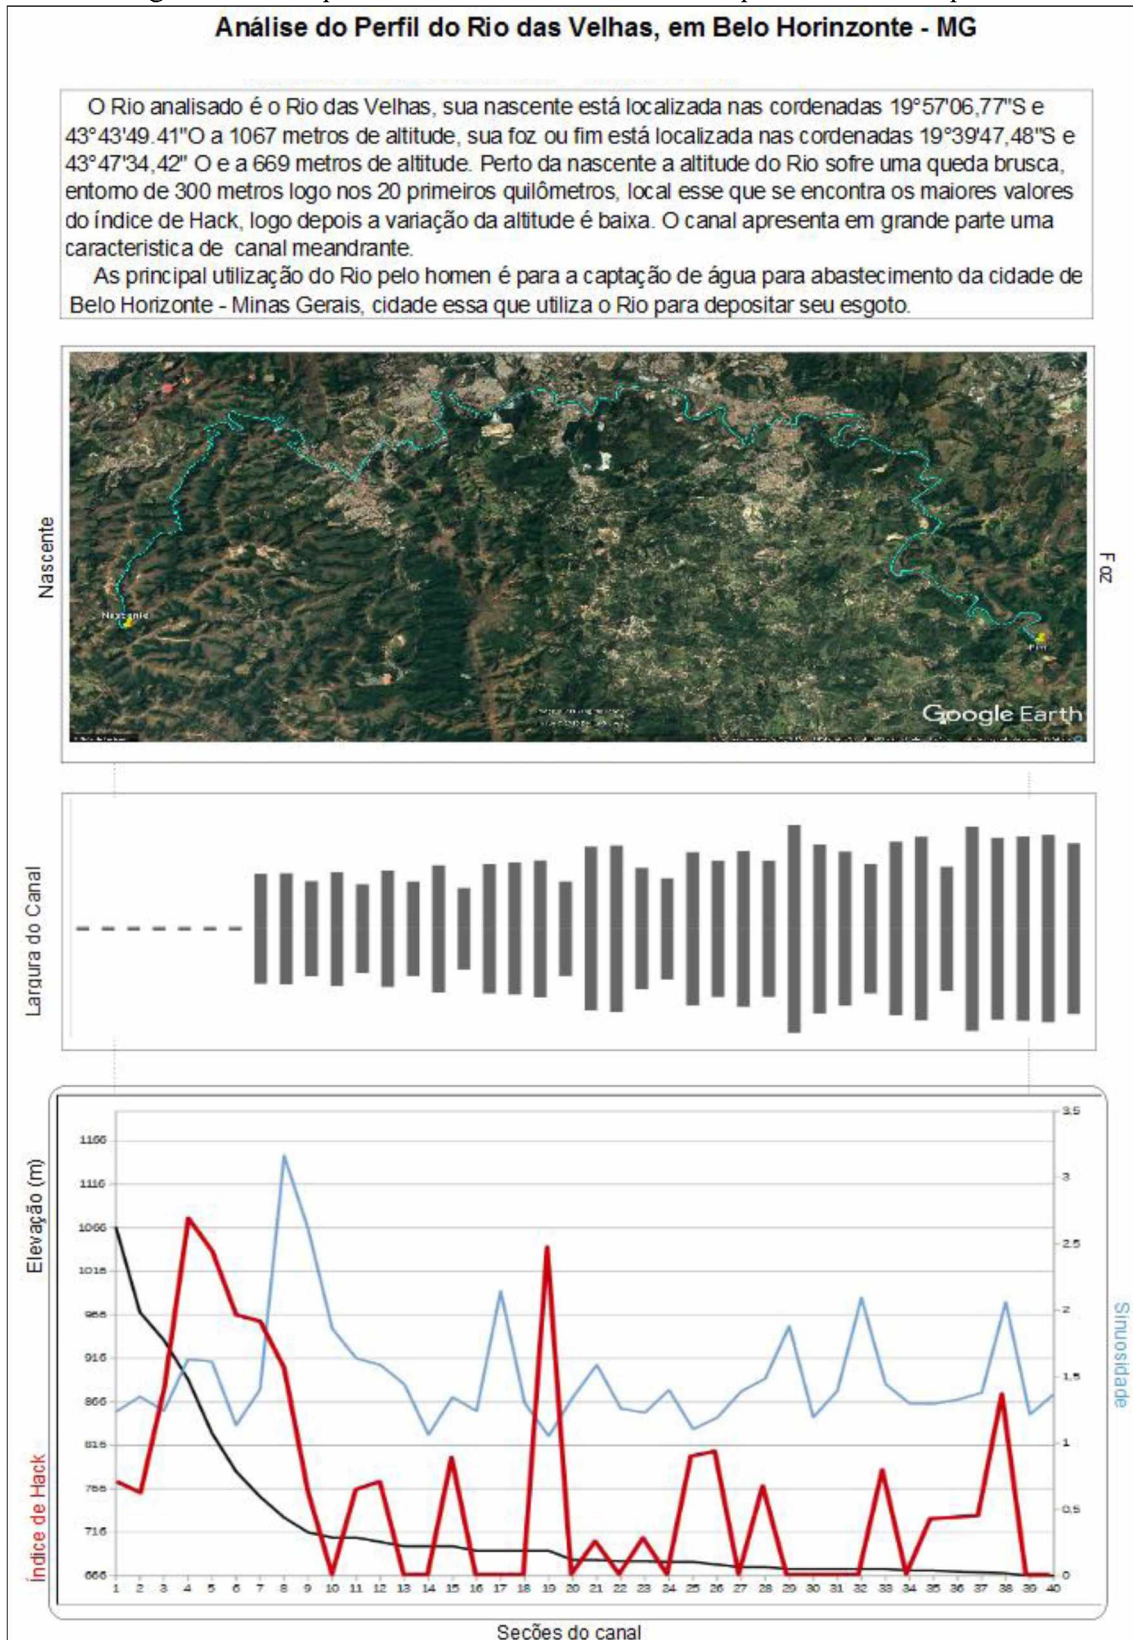 Análise do Perfil do Rio das Velhas, em Belo Horinzonte - MG
O Rio analisado é o Rio das Velhas, sua nascente está localizada nas cordenadas 19°57'06,77"S e
43°43'49.41"O a 1067 metros de altitude, sua foz ou fim está localizada nas cordenadas 19°39'47,48"S e
43°47'34,42" O e a 669 metros de altitude. Perto da nascente a altitude do Rio sofre uma queda brusca,
entorno de 300 metros logo nos 20 primeiros quilômetros, local esse que se encontra os maiores valores
do índice de Hack, logo depois a variação da altitude é baixa. O canal apresenta em grande parte uma
caracteristica de canal meandrante.
As principal utilização do Rio pelo homen é para a captação de água para abastecimento da cidade de
Belo Horizonte - Minas Gerais, cidade essa que utiliza o Rio para depositar seu esgoto.
Nascente
Foz
Fim
Google Earth
Largura do Canal
Elevação (m)
Índice de Hack
Sinuosidade
1166
1116
1066
1016
966
916
866
816
766
716
666
3.5
3
2.5
2
1.5
1
0.5
0
1 2 3 4 5 6 7 8 9 10 11 12 13 14 15 16 17 18 19 20 21 22 23 24 25 26 27 28 29 30 31 32 33 34 35 36 37 38 39 40
Secões do canal